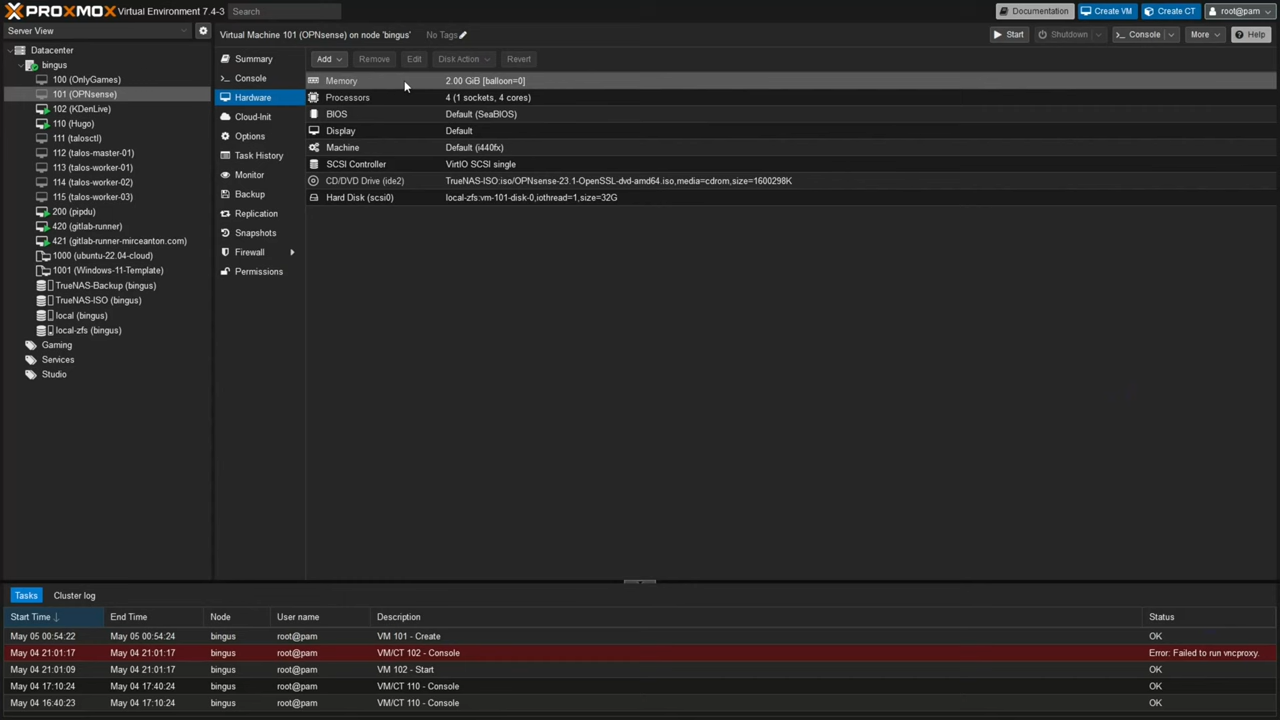 PROXMOX Virtual Environment 7.4-3 Search Documentation Create VM Create CT root@pam
Server View
Virtual Machine 101 (OPNsense) on node 'bingus' No Tags Start Shutdown >_ Console More Help
Datacenter
bingus
100 (OnlyGames)
101 (OPNsense)
102 (KDenLive)
110 (Hugo)
111 (talosctl)
112 (talos-master-01)
113 (talos-worker-01)
114 (talos-worker-02)
115 (talos-worker-03)
200 (pipdu)
420 (gitlab-runner)
421 (gitlab-runner-mirceanton.com)
1000 (ubuntu-22.04-cloud)
1001 (Windows-11-Template)
TrueNAS-Backup (bingus)
TrueNAS-ISO (bingus)
local (bingus)
local-zfs (bingus)
Gaming
Services
Studio
Summary
>_ Console
Hardware
Cloud-Init
Options
Task History
Monitor
Backup
Replication
Snapshots
Firewall
Permissions
Add Remove Edit Disk Action Revert
Memory 2.00 GiB [balloon=0]
Processors 4 (1 sockets, 4 cores)
BIOS Default (SeaBIOS)
Display Default
Machine Default (i440fx)
SCSI Controller VirtIO SCSI single
CD/DVD Drive (ide2) TrueNAS-ISO:iso/OPNsense-23.1-OpenSSL-dvd-amd64.iso,media=cdrom,size=1600298K
Hard Disk (scsi0) local-zfs:vm-101-disk-0,iothread=1,size=32G
Tasks Cluster log
Start Time ↓ End Time Node User name Description Status
May 05 00:54:22 May 05 00:54:24 bingus root@pam VM 101 - Create OK
May 04 21:01:17 May 04 21:01:17 bingus root@pam VM/CT 102 - Console Error: Failed to run vncproxy.
May 04 21:01:09 May 04 21:01:17 bingus root@pam VM 102 - Start OK
May 04 17:10:24 May 04 17:40:24 bingus root@pam VM/CT 110 - Console OK
May 04 16:40:23 May 04 17:10:24 bingus root@pam VM/CT 110 - Console OK